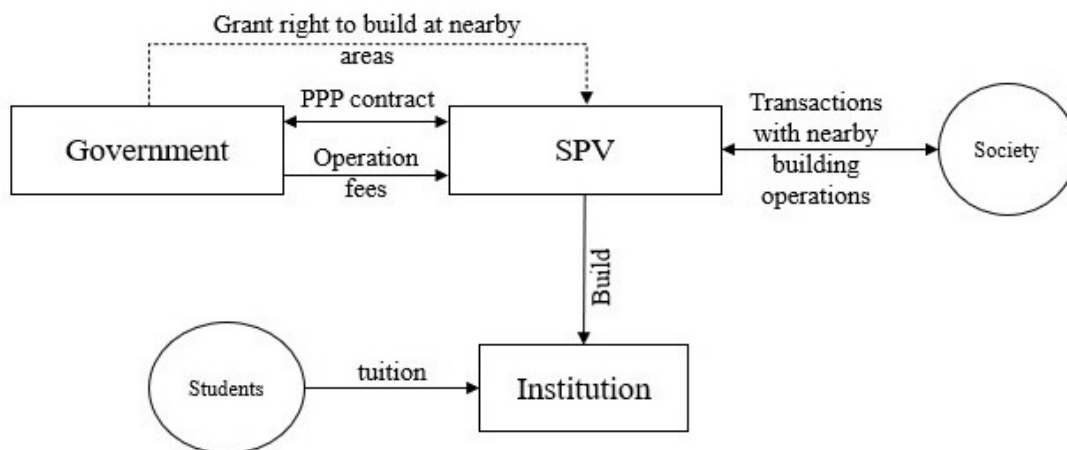 Grant right to build at nearby
areas
PPP contract
Government
Operation
fees
SPV
Transactions
with nearby
building
operations
Society
Build
Students
tuition
Institution